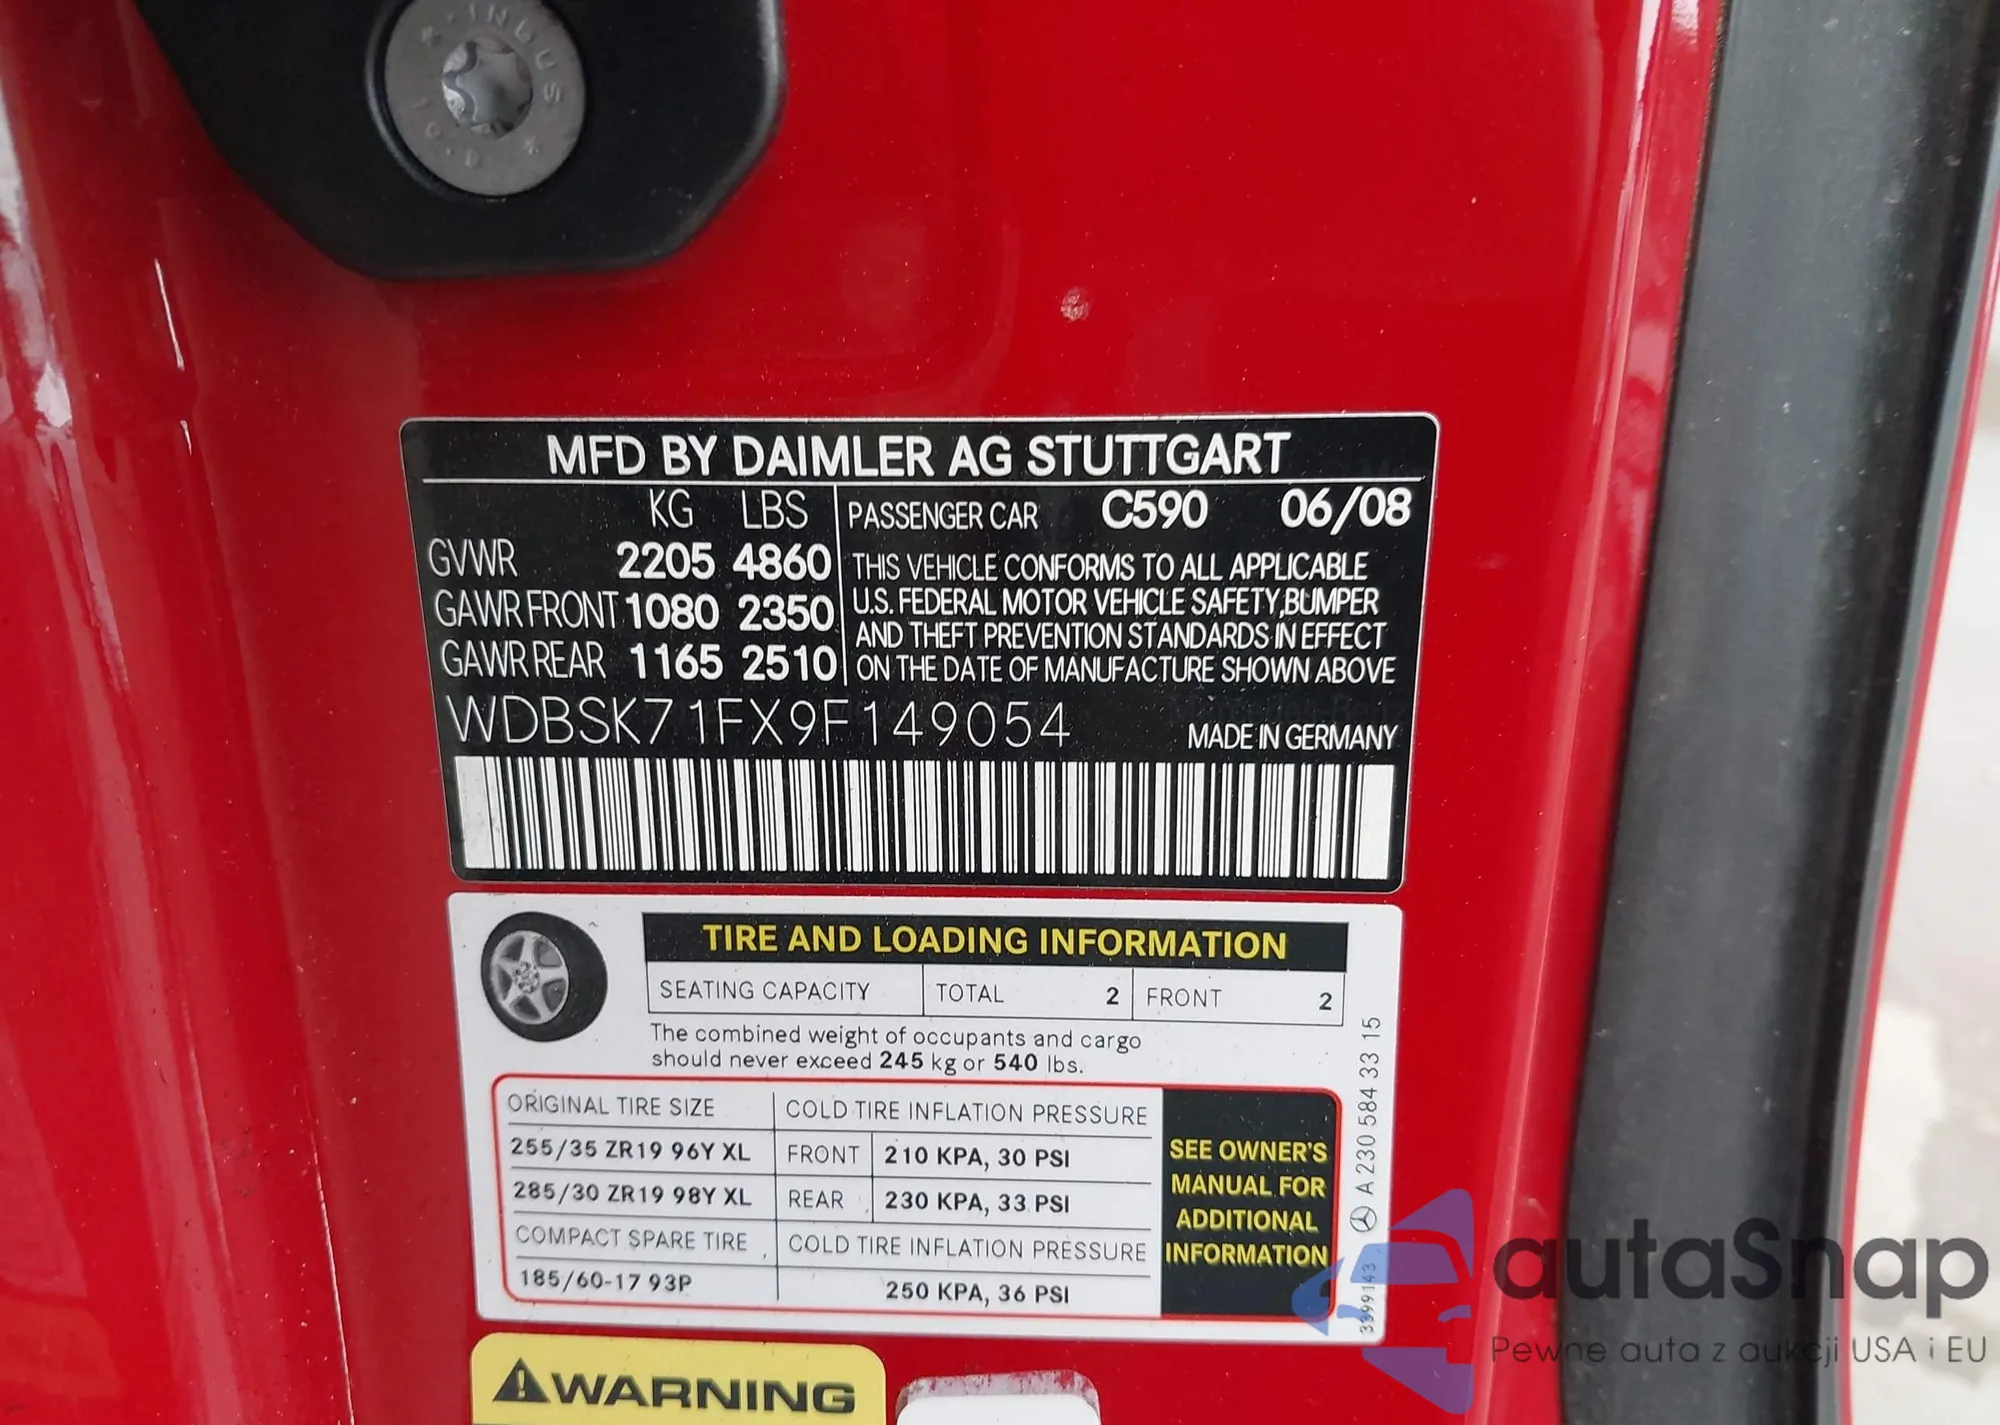 INBUS
10.9
MFD BY DAIMLER AG STUTTGART
KG LBS
PASSENGER CAR C590 06/08
GVWR 2205 4860
GAWR FRONT 1080 2350
GAWR REAR 1165 2510
THIS VEHICLE CONFORMS TO ALL APPLICABLE
U.S. FEDERAL MOTOR VEHICLE SAFETY,BUMPER
AND THEFT PREVENTION STANDARDS IN EFFECT
ON THE DATE OF MANUFACTURE SHOWN ABOVE
WDBSK71FX9F149054
MADE IN GERMANY
TIRE AND LOADING INFORMATION
SEATING CAPACITY TOTAL 2 FRONT 2
The combined weight of occupants and cargo
should never exceed 245 kg or 540 lbs.
ORIGINAL TIRE SIZE COLD TIRE INFLATION PRESSURE
255/35 ZR19 96Y XL FRONT 210 KPA, 30 PSI
285/30 ZR19 98Y XL REAR 230 KPA, 33 PSI
COMPACT SPARE TIRE COLD TIRE INFLATION PRESSURE
185/60-17 93P 250 KPA, 36 PSI
SEE OWNER'S
MANUAL FOR
ADDITIONAL
INFORMATION
A 230 584 33 15
3399143
WARNING
autaSnap
Pewne auta z aukcji USA i EU